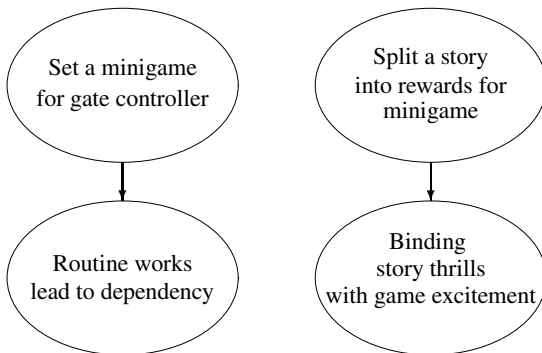 Set a minigame
for gate controller
Split a story
into rewards for
minigame
Routine works
lead to dependency
Binding
story thrills
with game excitement